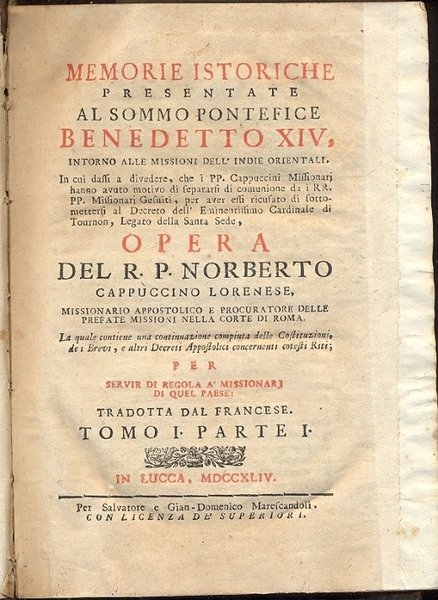 MEMORIE ISTORICHE
PRESENTATE
AL SOMMO PONTEFICE
BENEDETTO XIV,
INTORNO ALLE MISSIONI DELL' INDIE ORIENTALI.
In cui dassi a divedere, che i PP. Cappuccini Missionarj
hanno avuto motivo di separarsi di comunione da i RR.
PP. Missionarj Gesuiti, per aver essi ricusato di sotto-
mettersi al Decreto dell' Eminentissimo Cardinale di
Tournon, Legato della Santa Sede,
OPERA
DEL R. P. NORBERTO
CAPPUCCINO LORENESE,
MISSIONARIO APPOSTOLICO E PROCURATORE DELLE
PREFATE MISSIONI NELLA CORTE DI ROMA.
La quale contiene una continuazione compiuta delle Costituzioni,
de i Brevi, e altri Decreti Appostolici concernenti cotesti Riti;
PER
SERVIR DI REGOLA A' MISSIONARJ
DI QUEL PAESE:
TRADOTTA DAL FRANCESE.
TOMO I. PARTE I.
IN LUCCA, MDCCXLIV.
Per Salvatore e Gian-Domenico Marescandoli.
CON LICENZA DE' SUPERIORI.